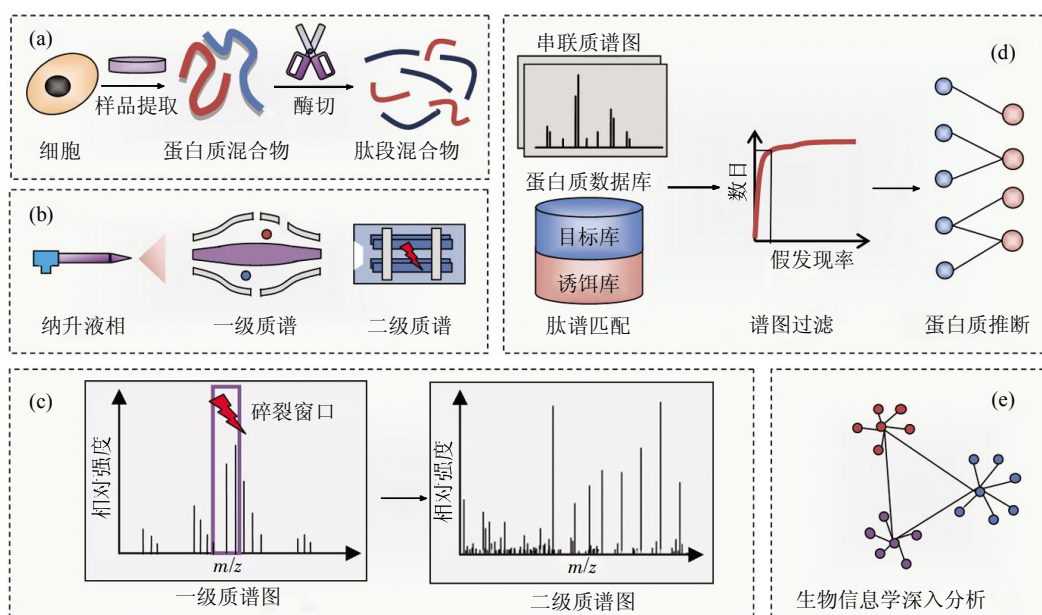 (a)
样品提取
酶切
细胞
蛋白质混合物
肽段混合物
(b)
纳升液相
一级质谱
二级质谱
(c)
碎裂窗口
相对强度
m/z
一级质谱图
相对强度
m/z
二级质谱图
(d)
串联质谱图
蛋白质数据库
目标库
诱饵库
肽谱匹配
数目
假发现率
谱图过滤
蛋白质推断
(e)
生物信息学深入分析